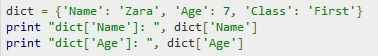 dict = {'Name': 'Zara', 'Age': 7, 'Class': 'First'}
print "dict['Name']: ", dict['Name']
print "dict['Age']: ", dict['Age']